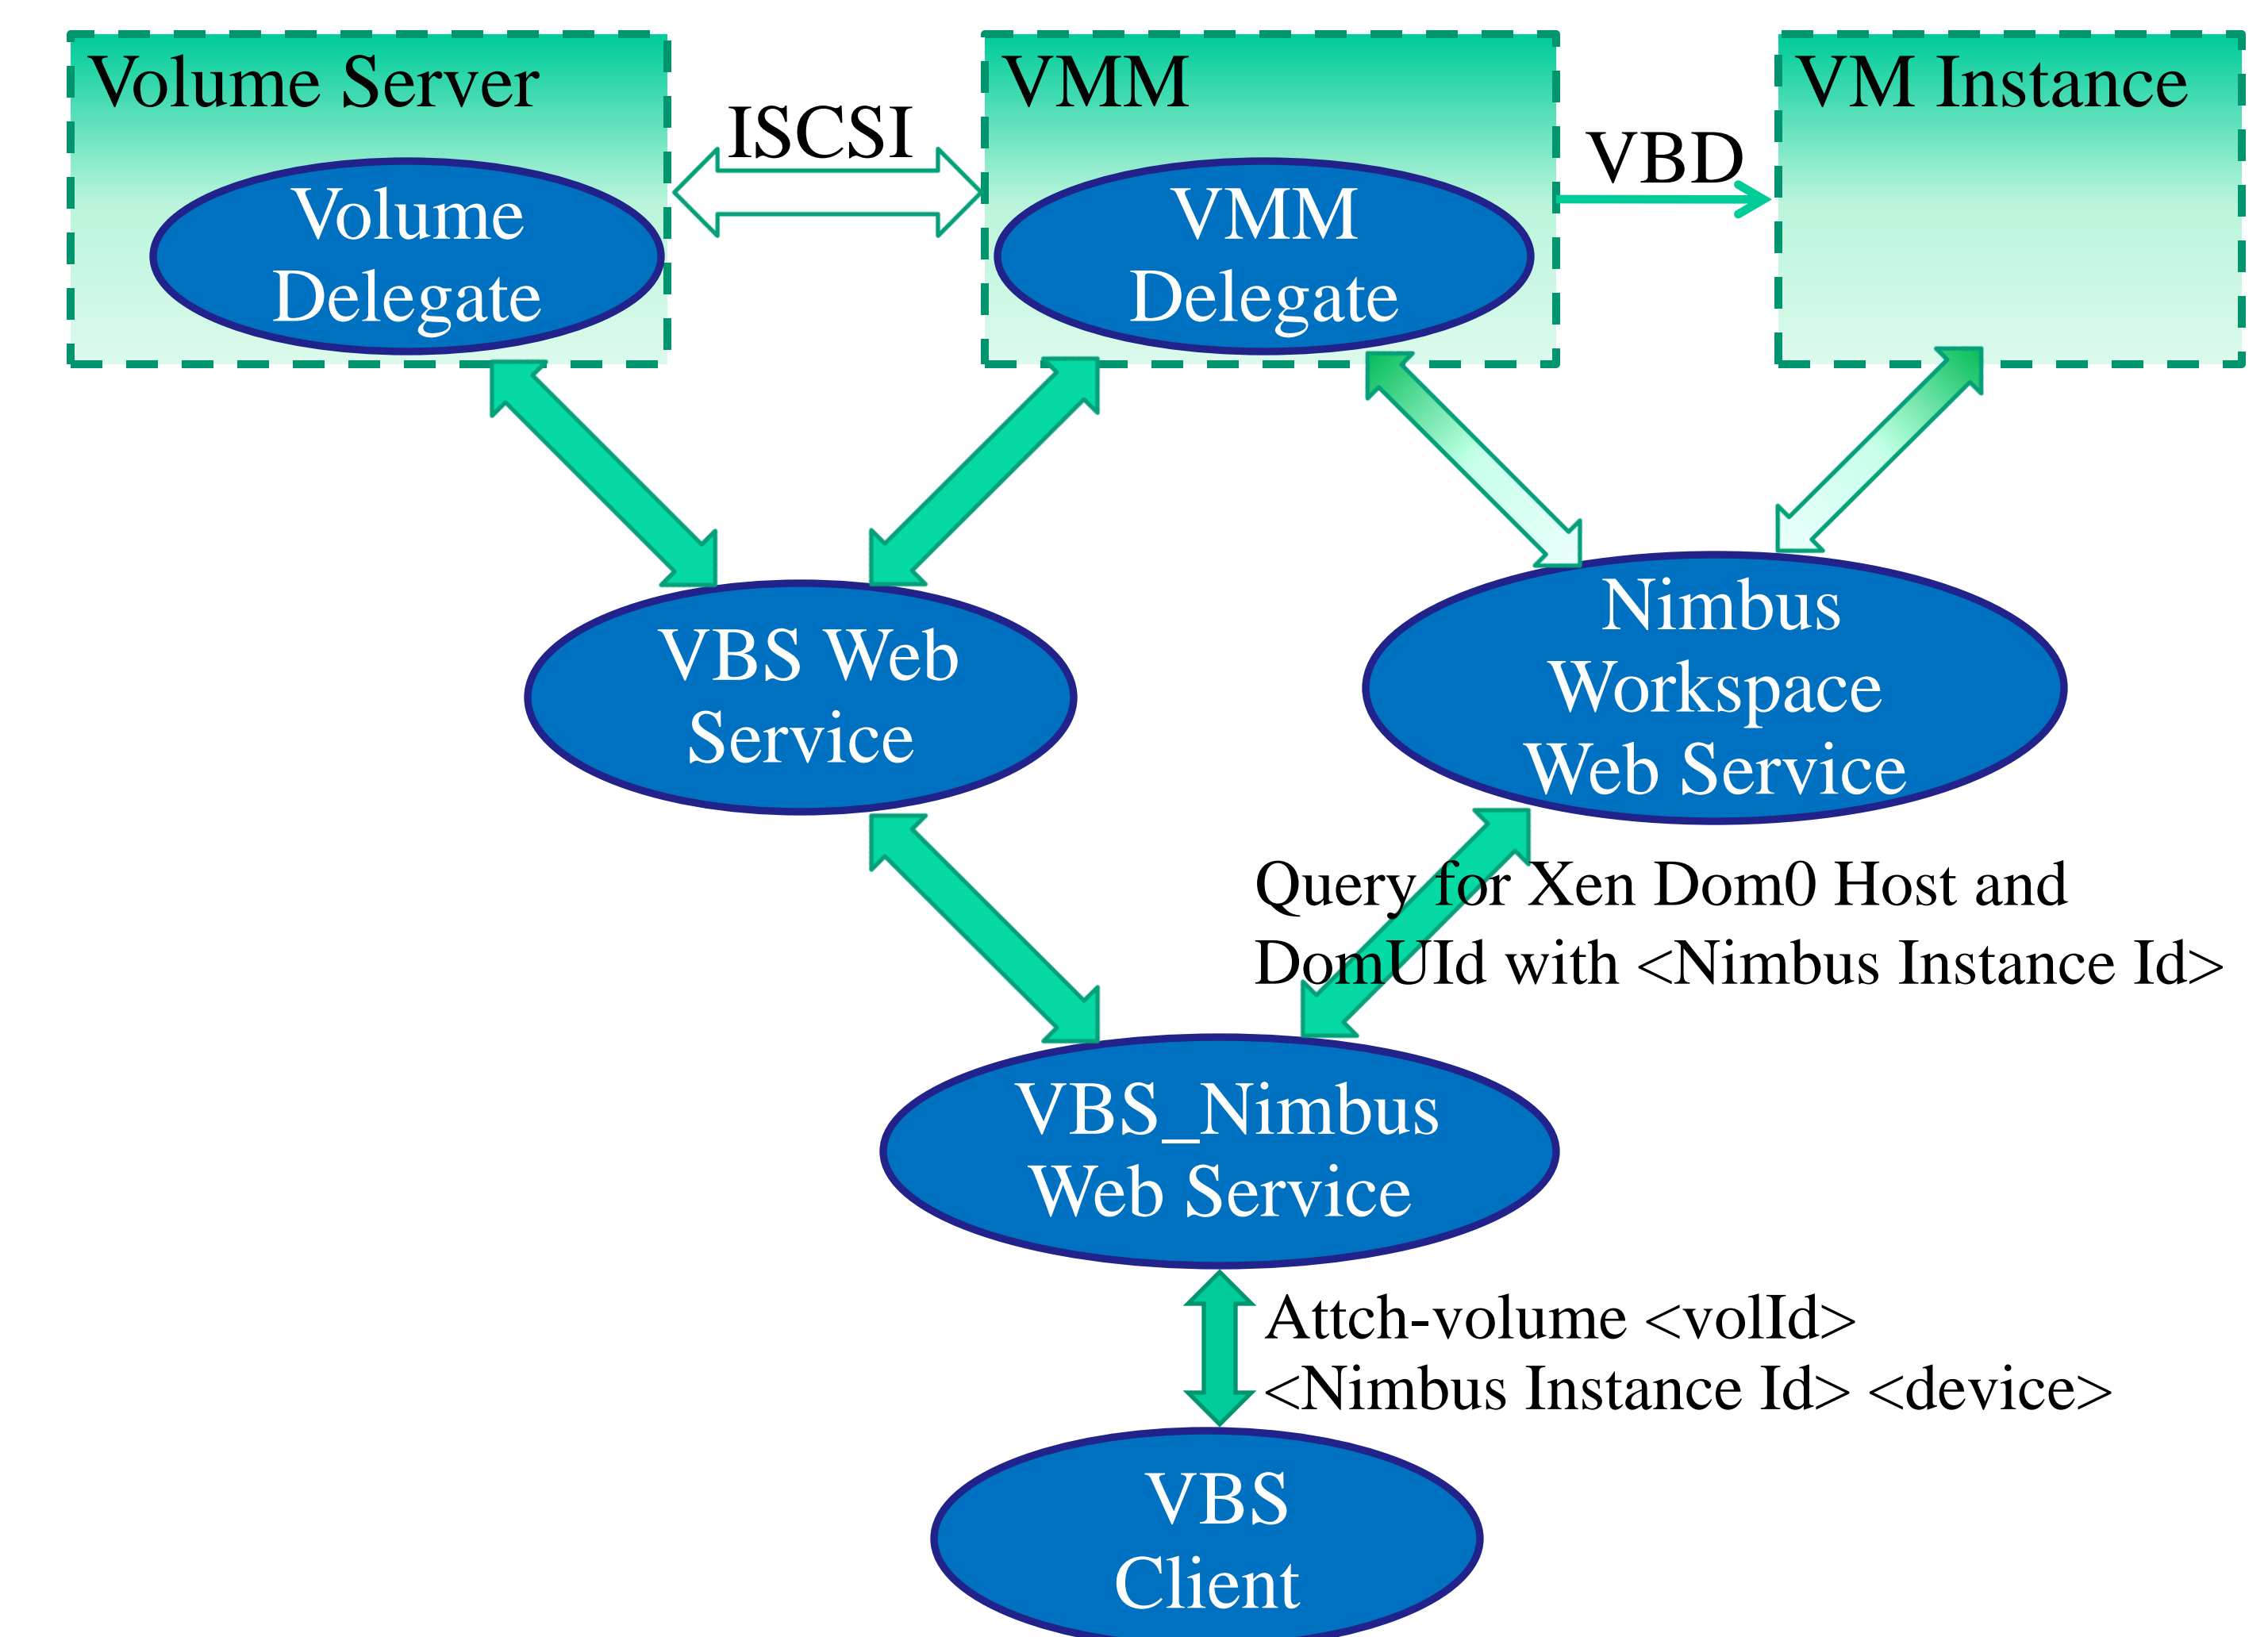 Volume Server
VMM
VM Instance
ISCSI
VBD
Volume
Delegate
VMM
Delegate
VBS Web
Service
Nimbus
Workspace
Web Service
Query for Xen Dom0 Host and
DomUId with <Nimbus Instance Id>
VBS_Nimbus
Web Service
Attch-volume <volId>
<Nimbus Instance Id> <device>
VBS
Client